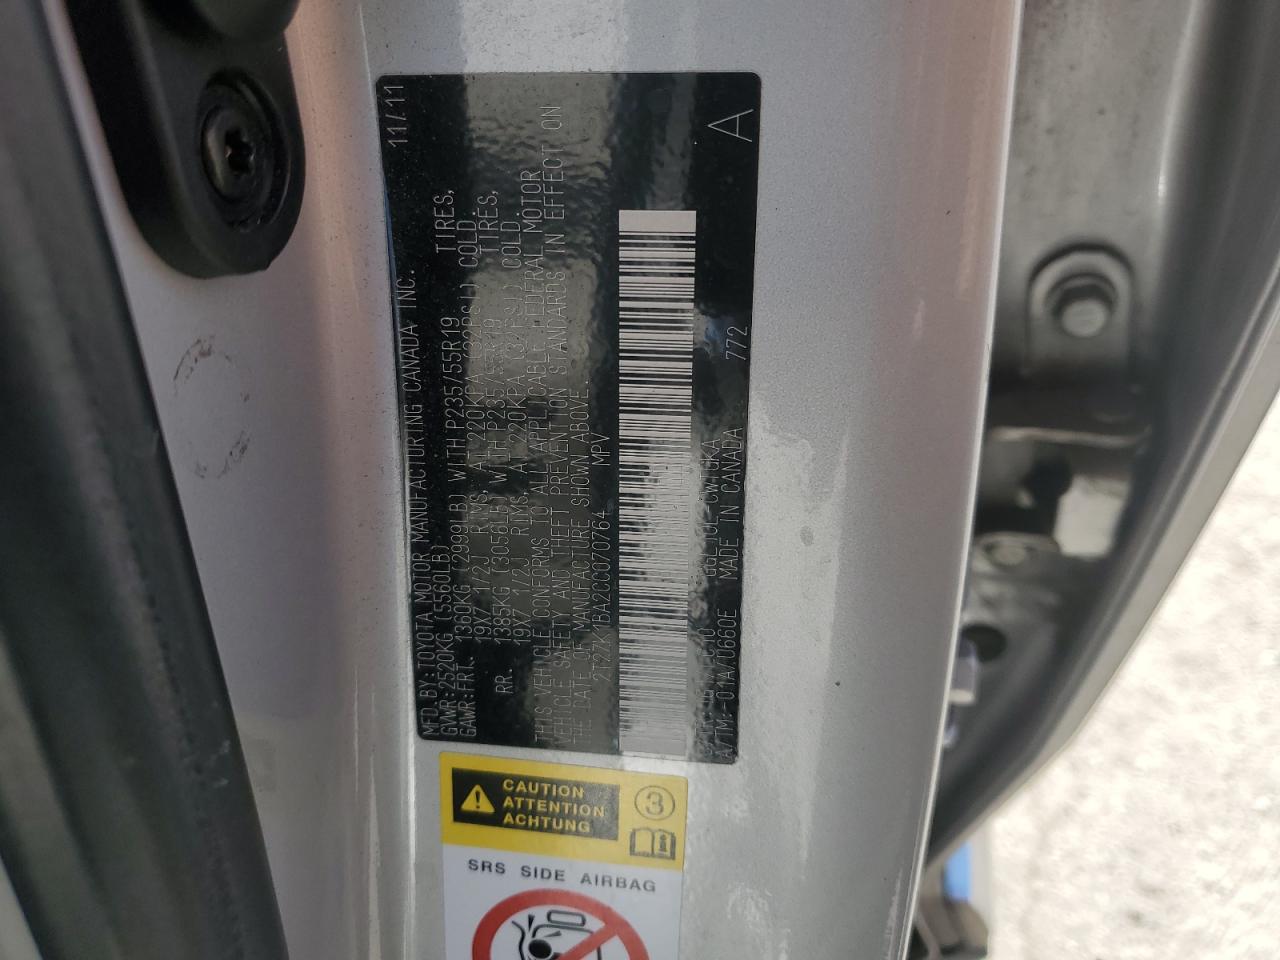 MFD. BY: TOYOTA MOTOR MANUFACTURING CANADA INC. 11/11
GVWR: 2520KG (5560LB)
GAWR: FRT. 1360KG (2999LB) WITH P235/55R19 TIRES,
19X7 1/2J RIMS, AT 220KPA (32PSI) COLD.
RR. 1385KG (3056LB) WITH P235/55R19 TIRES,
19X7 1/2J RIMS, AT 220KPA (32PSI) COLD.
THIS VEHICLE CONFORMS TO ALL APPLICABLE FEDERAL MOTOR
VEHICLE SAFETY AND THEFT PREVENTION STANDARDS IN EFFECT ON
THE DATE OF MANUFACTURE SHOWN ABOVE.
2T2ZK1BA2CC070764 MPV
A
A/TM:-01A/U660E MADE IN CANADA 772
CAUTION
ATTENTION
ACHTUNG
3
SRS SIDE AIRBAG